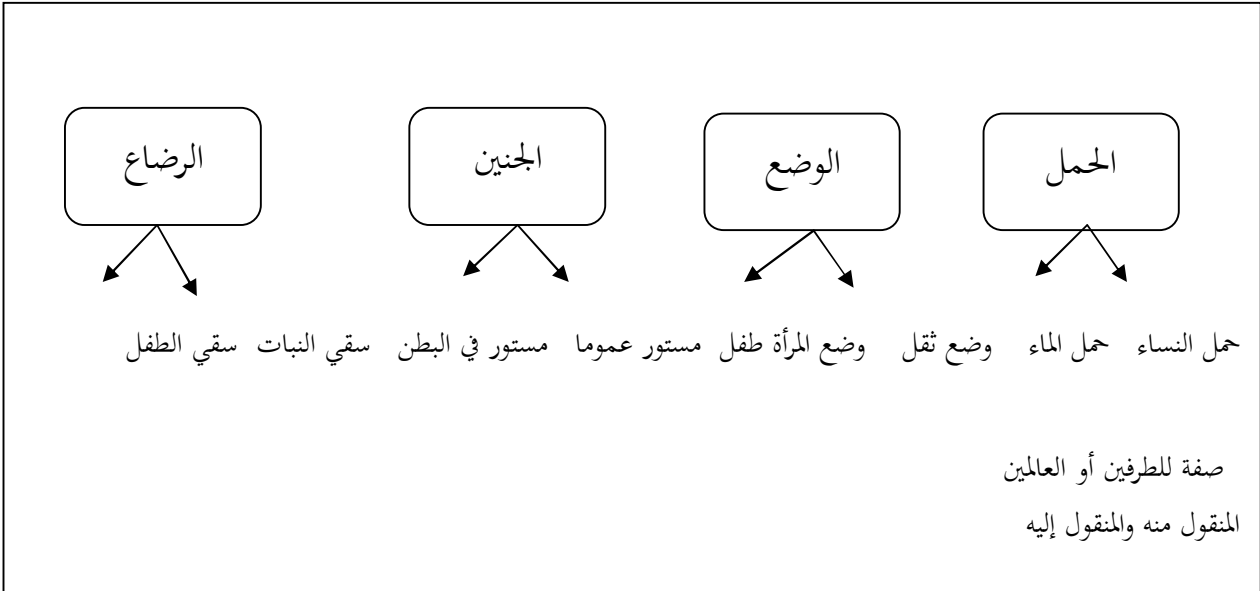 الحمل
الوضع
الجنين
الرضاع
حمل النساء حمل الماء وضع ثقل وضع المرأة طفل مستور عموما مستور في البطن سقي النبات سقي الطفل
صفة للطرفين أو العالمين
المنقول منه والمنقول إليه